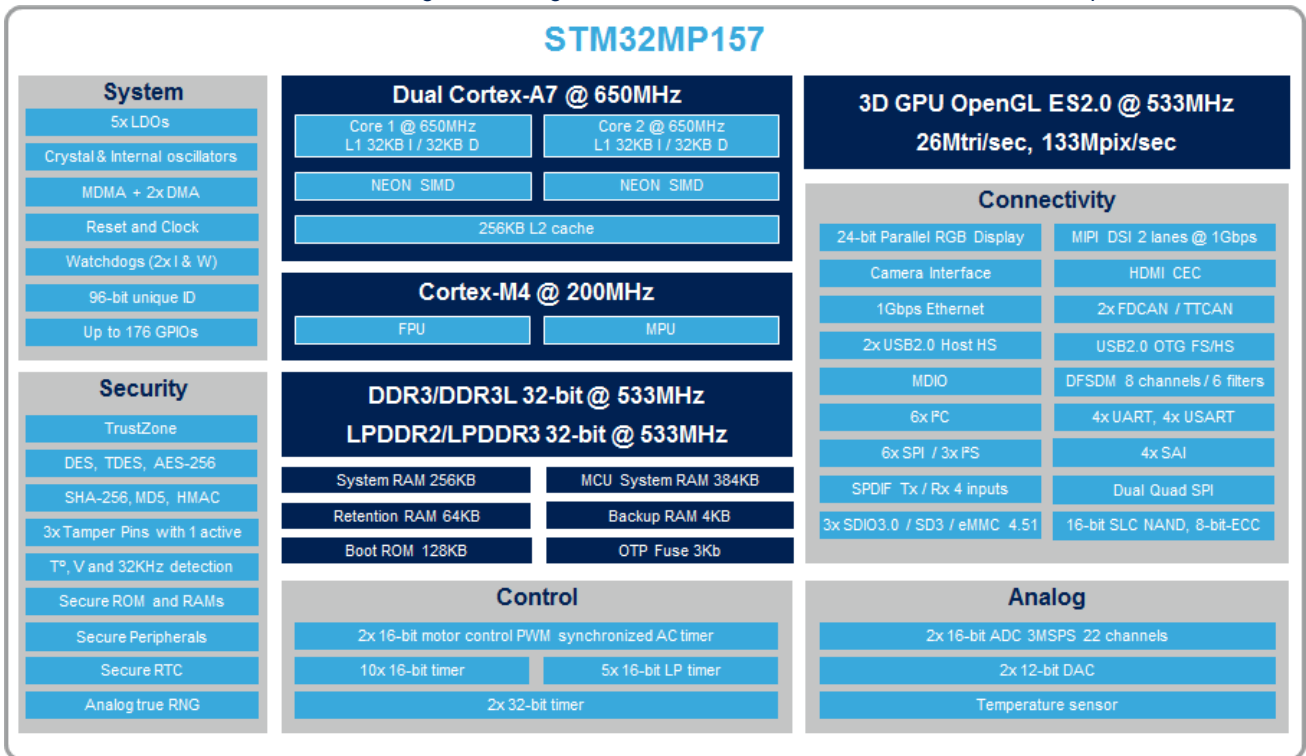 STM32MP157
System
5x LDOs
Crystal & Internal oscillators
MDMA + 2x DMA
Reset and Clock
Watchdogs (2x I & W)
96-bit unique ID
Up to 176 GPIOs
Security
TrustZone
DES, TDES, AES-256
SHA-256, MD5, HMAC
3x Tamper Pins with 1 active
Tº, V and 32KHz detection
Secure ROM and RAMs
Secure Peripherals
Secure RTC
Analog true RNG
Dual Cortex-A7 @ 650MHz
Core 1 @ 650MHz
L1 32KB I / 32KB D
Core 2 @ 650MHz
L1 32KB I / 32KB D
NEON SIMD
NEON SIMD
256KB L2 cache
Cortex-M4 @ 200MHz
FPU
MPU
DDR3/DDR3L 32-bit @ 533MHz
LPDDR2/LPDDR3 32-bit @ 533MHz
System RAM 256KB
MCU System RAM 384KB
Retention RAM 64KB
Backup RAM 4KB
Boot ROM 128KB
OTP Fuse 3Kb
Control
2x 16-bit motor control PWM synchronized AC timer
10x 16-bit timer
5x 16-bit LP timer
2x 32-bit timer
3D GPU OpenGL ES2.0 @ 533MHz
26Mtri/sec, 133Mpix/sec
Connectivity
24-bit Parallel RGB Display
MIPI DSI 2 lanes @ 1Gbps
Camera Interface
HDMI CEC
1Gbps Ethernet
2x FDCAN / TTCAN
2x USB2.0 Host HS
USB2.0 OTG FS/HS
MDIO
DFSDM 8 channels / 6 filters
6x I²C
4x UART, 4x USART
6x SPI / 3x I²S
4x SAI
SPDIF Tx / Rx 4 inputs
Dual Quad SPI
3x SDIO3.0 / SD3 / eMMC 4.51
16-bit SLC NAND, 8-bit-ECC
Analog
2x 16-bit ADC 3MSPS 22 channels
2x 12-bit DAC
Temperature sensor